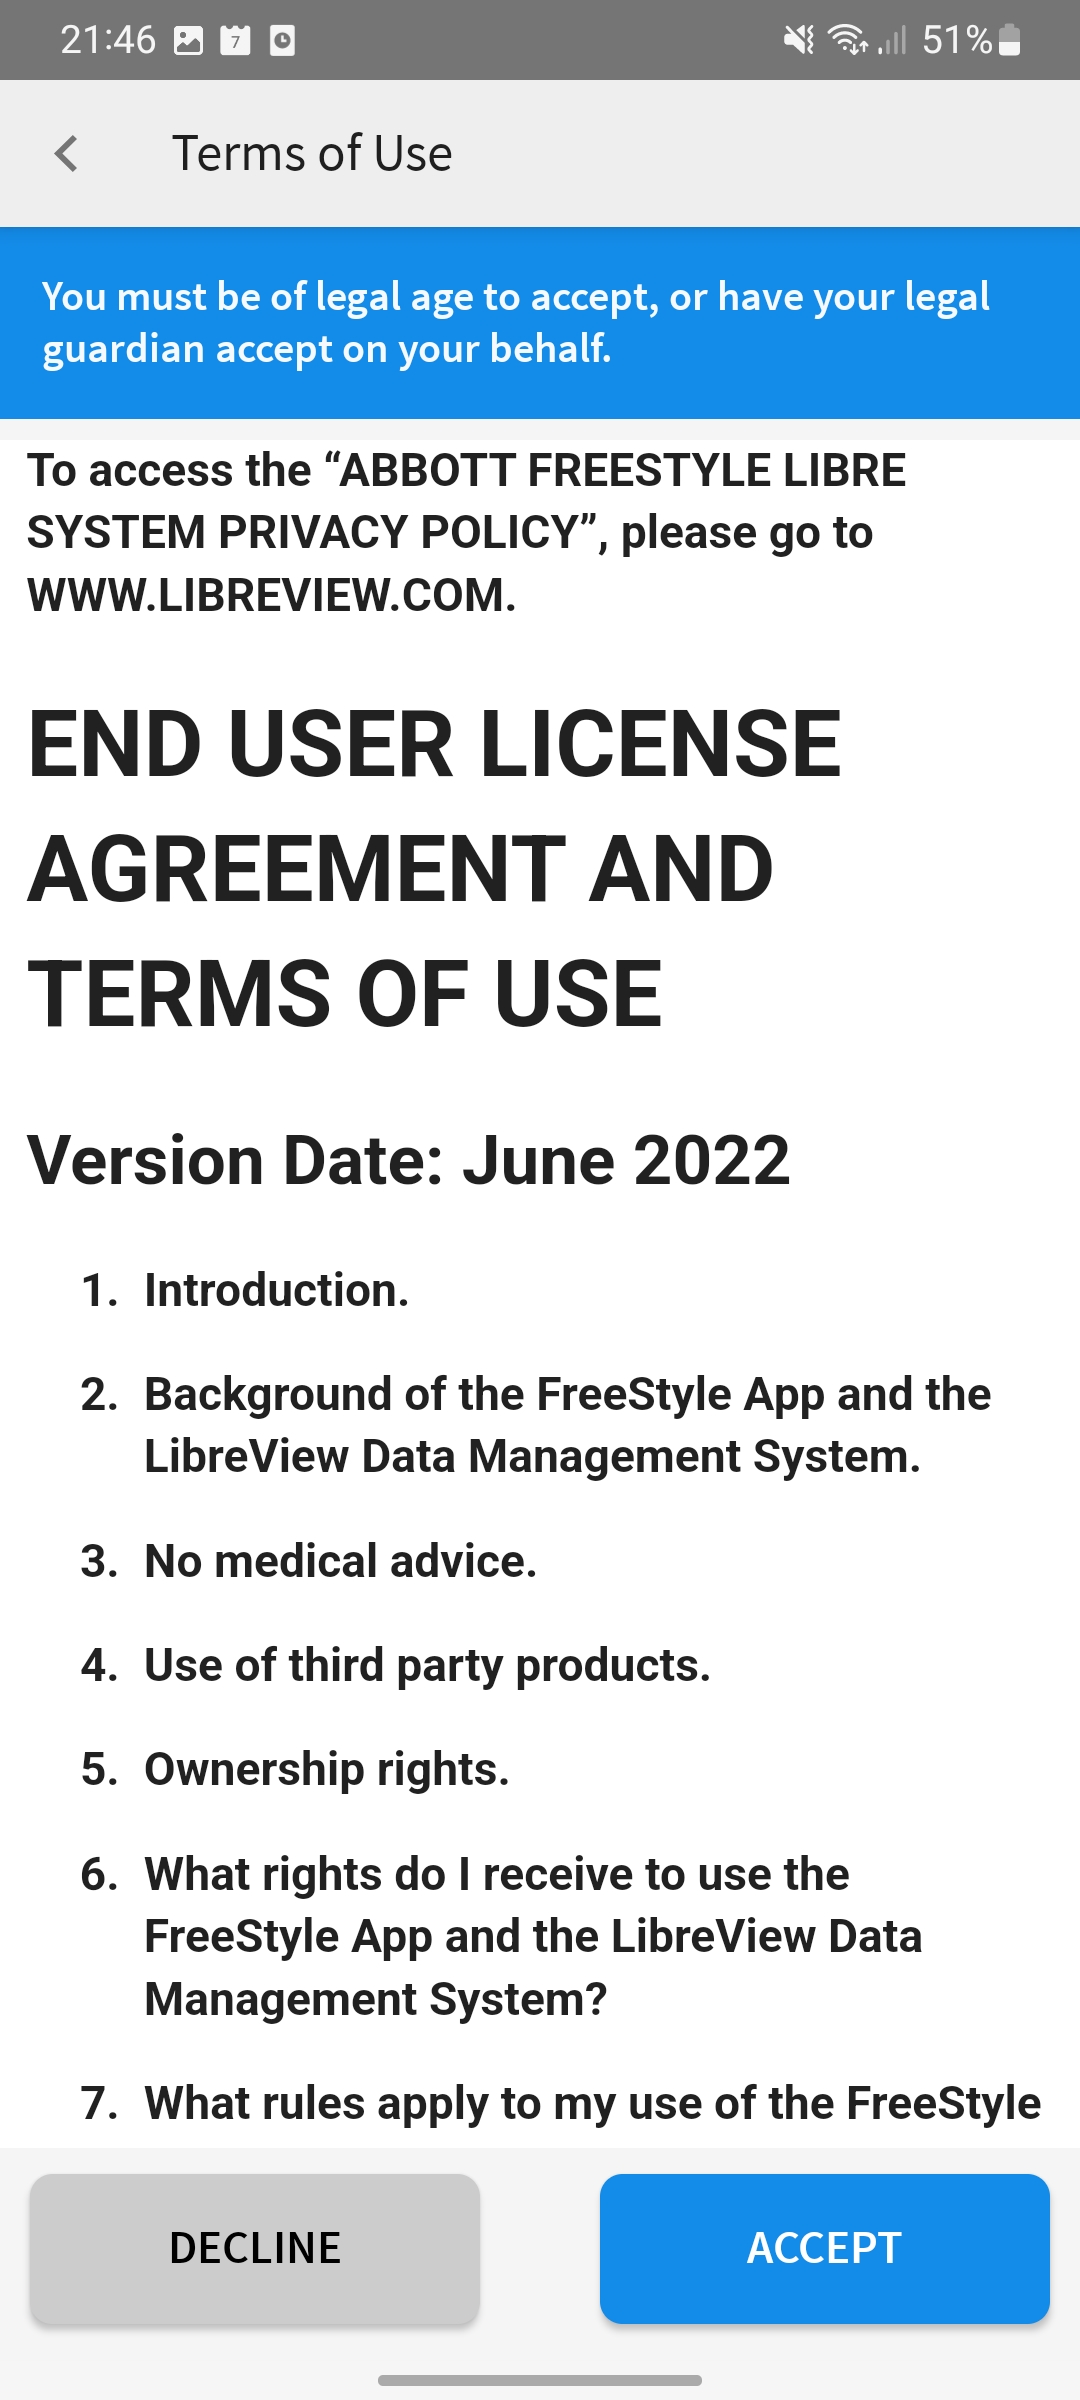 21:46
7
51%
Terms of Use
You must be of legal age to accept, or have your legal
guardian accept on your behalf.
To access the “ABBOTT FREESTYLE LIBRE
SYSTEM PRIVACY POLICY”, please go to
WWW.LIBREVIEW.COM.
END USER LICENSE
AGREEMENT AND
TERMS OF USE
Version Date: June 2022
1. Introduction.
2. Background of the FreeStyle App and the
LibreView Data Management System.
3. No medical advice.
4. Use of third party products.
5. Ownership rights.
6. What rights do I receive to use the
FreeStyle App and the LibreView Data
Management System?
7. What rules apply to my use of the FreeStyle
DECLINE
ACCEPT